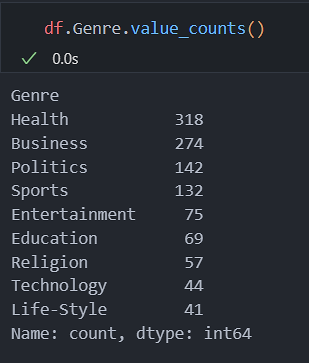 df.Genre.value_counts()
0.0s
Genre
Health 318
Business 274
Politics 142
Sports 132
Entertainment 75
Education 69
Religion 57
Technology 44
Life-Style 41
Name: count, dtype: int64